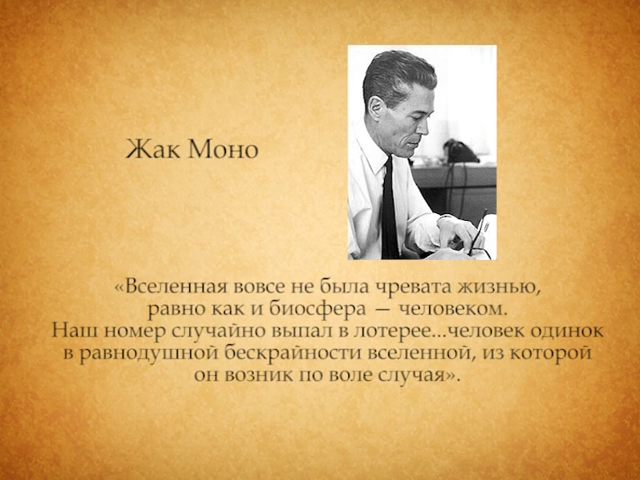 Жак Моно
«Вселенная вовсе не была чревата жизнью,
равно как и биосфера — человеком.
Наш номер случайно выпал в лотерее...человек одинок
в равнодушной бескрайности вселенной, из которой
он возник по воле случая».